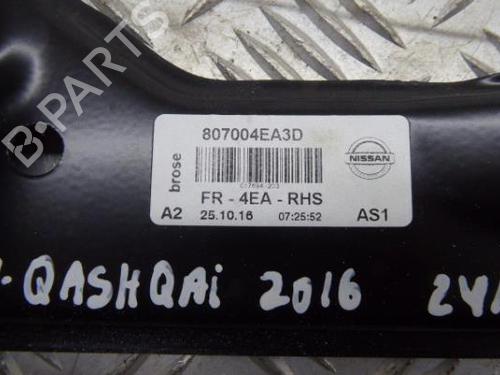 B-PARTS
807004EA3D
brose
NISSAN
FR - 4EA - RHS
A2 25.10.16 07:25:52 AS1
QASHQAi 2016